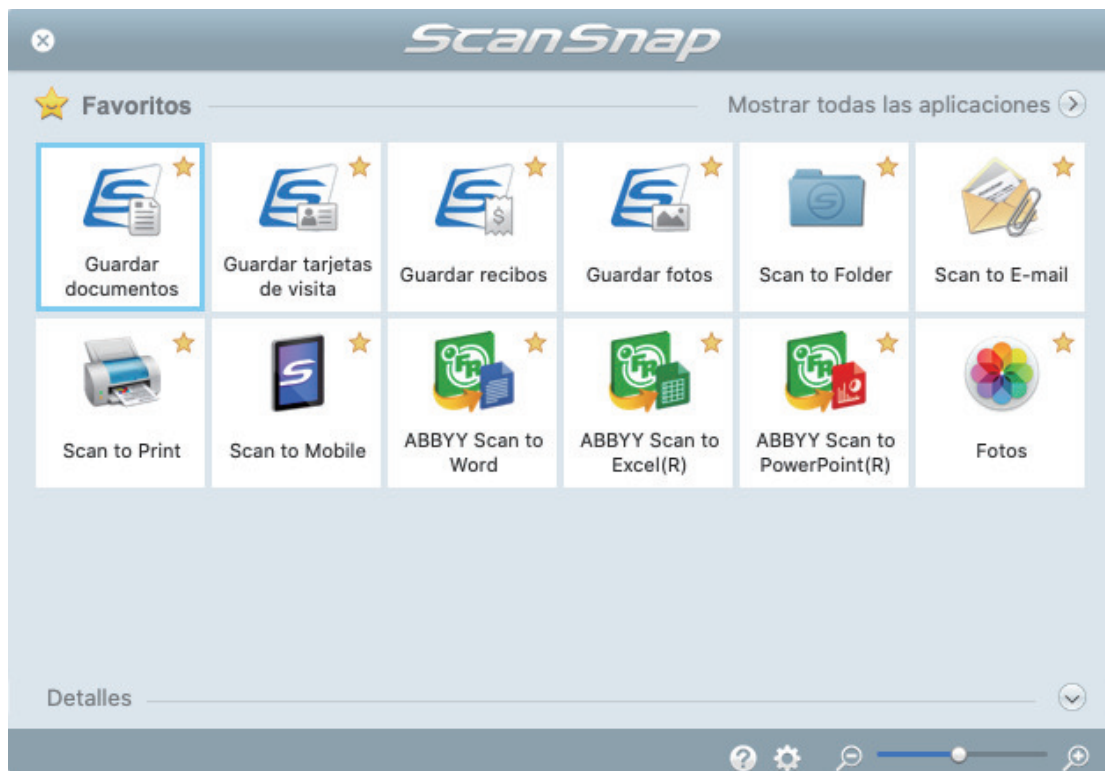 ScanSnap
Favoritos
Mostrar todas las aplicaciones
Guardar
documentos
Guardar tarjetas
de visita
Guardar recibos
Guardar fotos
Scan to Folder
Scan to E-mail
Scan to Print
Scan to Mobile
ABBYY Scan to
Word
ABBYY Scan to
Excel(R)
ABBYY Scan to
PowerPoint(R)
Fotos
Detalles